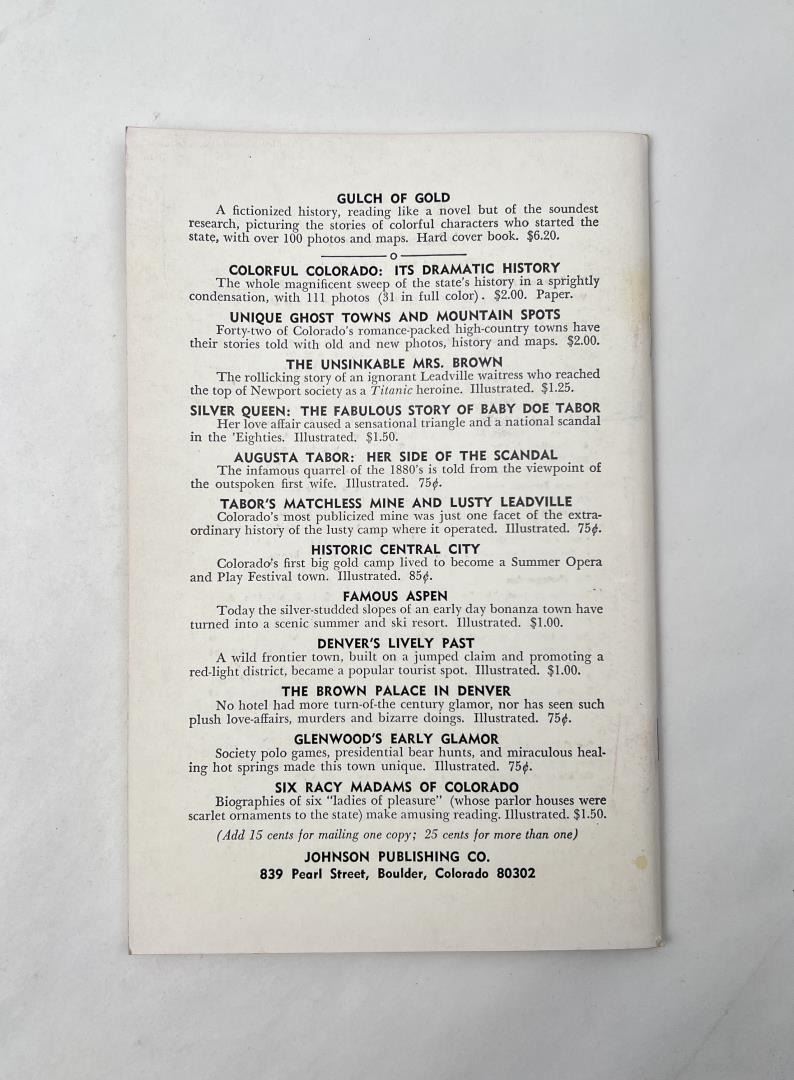 GULCH OF GOLD
A fictionized history, reading like a novel but of the soundest
research, picturing the stories of colorful characters who started the
state, with over 100 photos and maps. Hard cover book. $6.20.
o
COLORFUL COLORADO: ITS DRAMATIC HISTORY
The whole magnificent sweep of the state's history in a sprightly
condensation, with 111 photos (31 in full color). $2.00. Paper.
UNIQUE GHOST TOWNS AND MOUNTAIN SPOTS
Forty-two of Colorado's romance-packed high-country towns have
their stories told with old and new photos, history and maps. $2.00.
THE UNSINKABLE MRS. BROWN
The rollicking story of an ignorant Leadville waitress who reached
the top of Newport society as a Titanic heroine. Illustrated. $1.25.
SILVER QUEEN: THE FABULOUS STORY OF BABY DOE TABOR
Her love affair caused a sensational triangle and a national scandal
in the 'Eighties. Illustrated. $1.50.
AUGUSTA TABOR: HER SIDE OF THE SCANDAL
The infamous quarrel of the 1880's is told from the viewpoint of
the outspoken first wife. Illustrated. 75¢.
TABOR'S MATCHLESS MINE AND LUSTY LEADVILLE
Colorado's most publicized mine was just one facet of the extra-
ordinary history of the lusty camp where it operated. Illustrated. 75¢.
HISTORIC CENTRAL CITY
Colorado's first big gold camp lived to become a Summer Opera
and Play Festival town. Illustrated. 85¢.
FAMOUS ASPEN
Today the silver-studded slopes of an early day bonanza town have
turned into a scenic summer and ski resort. Illustrated. $1.00.
DENVER'S LIVELY PAST
A wild frontier town, built on a jumped claim and promoting a
red-light district, became a popular tourist spot. Illustrated. $1.00.
THE BROWN PALACE IN DENVER
No hotel had more turn-of-the century glamor, nor has seen such
plush love-affairs, murders and bizarre doings. Illustrated. 75¢.
GLENWOOD'S EARLY GLAMOR
Society polo games, presidential bear hunts, and miraculous heal-
ing hot springs made this town unique. Illustrated. 75¢.
SIX RACY MADAMS OF COLORADO
Biographies of six "ladies of pleasure" (whose parlor houses were
scarlet ornaments to the state) make amusing reading. Illustrated. $1.50.
(Add 15 cents for mailing one copy; 25 cents for more than one)
JOHNSON PUBLISHING CO.
839 Pearl Street, Boulder, Colorado 80302